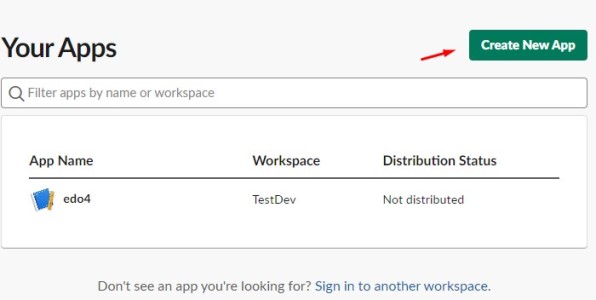 Your Apps
Create New App
Filter apps by name or workspace
App Name Workspace Distribution Status
edo4 TestDev Not distributed
Don't see an app you're looking for? Sign in to another workspace.